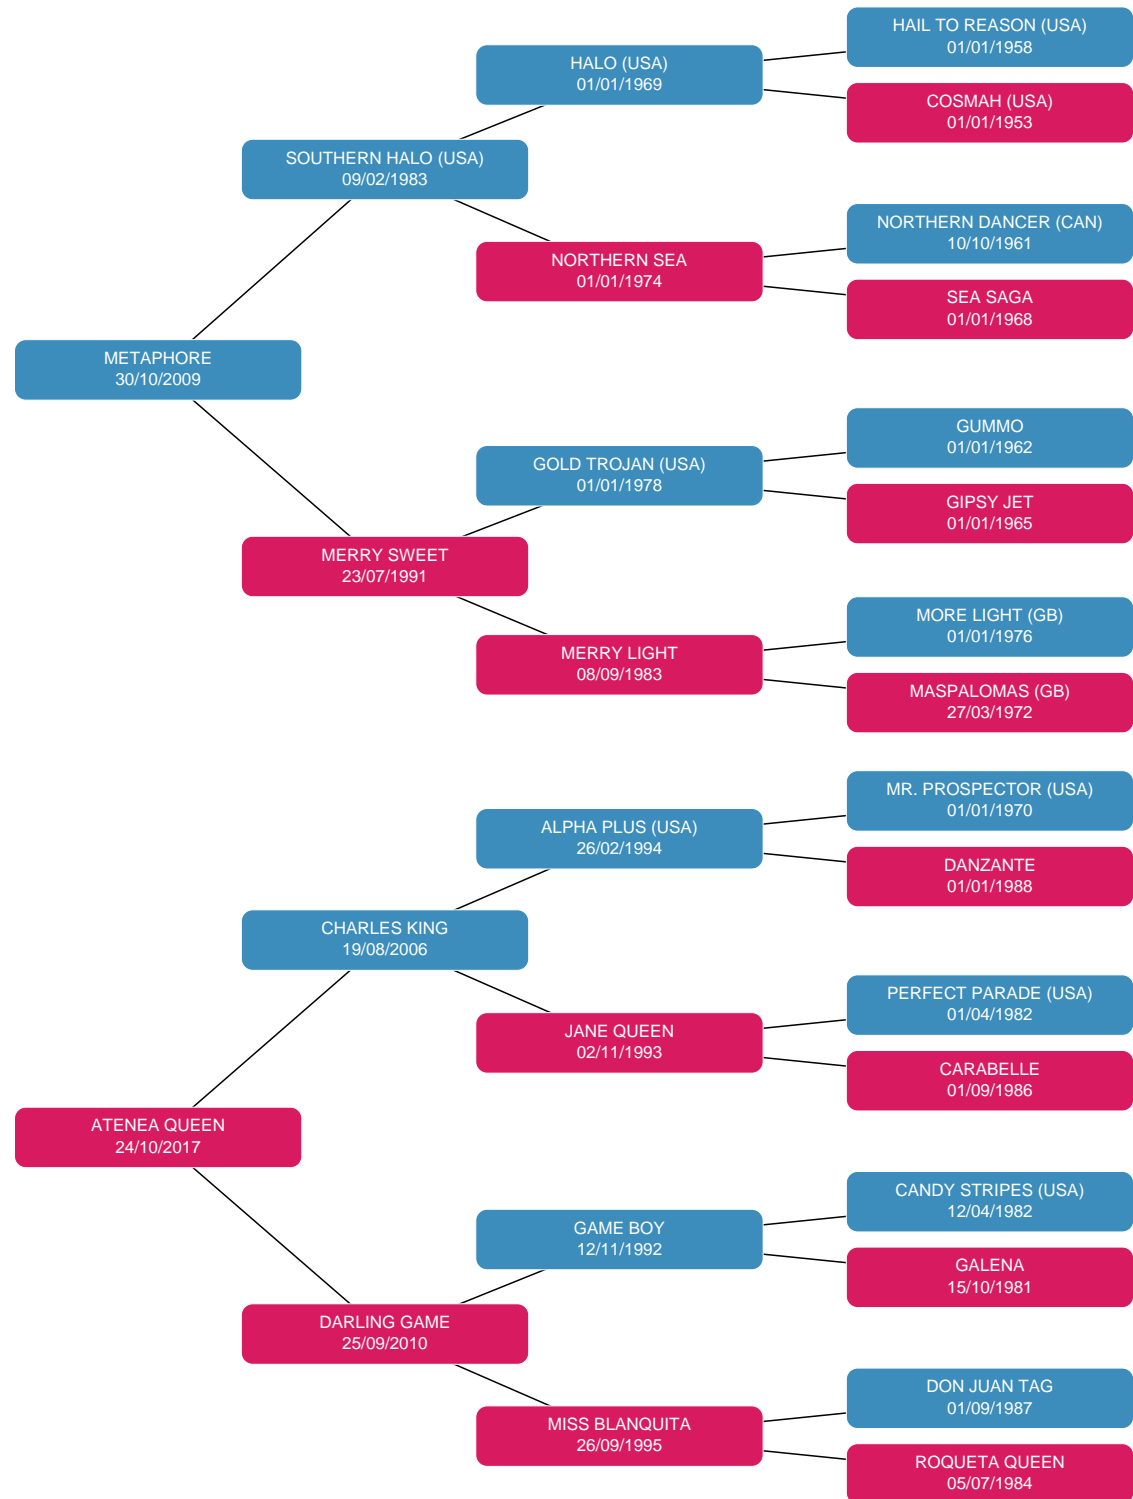 HAIL TO REASON (USA)
01/01/1958
HALO (USA)
01/01/1969
COSMAH (USA)
01/01/1953
SOUTHERN HALO (USA)
09/02/1983
NORTHERN DANCER (CAN)
10/10/1961
NORTHERN SEA
01/01/1974
SEA SAGA
01/01/1968
METAPHORE
30/10/2009
GUMMO
01/01/1962
GOLD TROJAN (USA)
01/01/1978
GIPSY JET
01/01/1965
MERRY SWEET
23/07/1991
MORE LIGHT (GB)
01/01/1976
MERRY LIGHT
08/09/1983
MASPALOMAS (GB)
27/03/1972
MR. PROSPECTOR (USA)
01/01/1970
ALPHA PLUS (USA)
26/02/1994
DANZANTE
01/01/1988
CHARLES KING
19/08/2006
PERFECT PARADE (USA)
01/04/1982
JANE QUEEN
02/11/1993
CARABELLE
01/09/1986
ATENEA QUEEN
24/10/2017
CANDY STRIPES (USA)
12/04/1982
GAME BOY
12/11/1992
GALENA
15/10/1981
DARLING GAME
25/09/2010
DON JUAN TAG
01/09/1987
MISS BLANQUITA
26/09/1995
ROQUETA QUEEN
05/07/1984